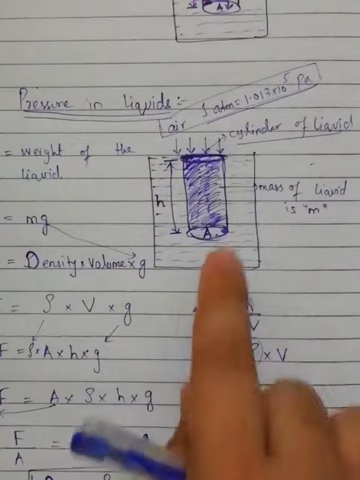 A
Pressure in Liquids:-
1 air
1 atm = 1.013×10⁵ Pa
cylinder of liquid
= weight of the
liquid.
h
A
mass of liquid
is "m"
= mg
= Density × volume × g
= ρ × V × g
V
F = ρ × A × h × g
× V
F = A × ρ × h × g
F
A
=